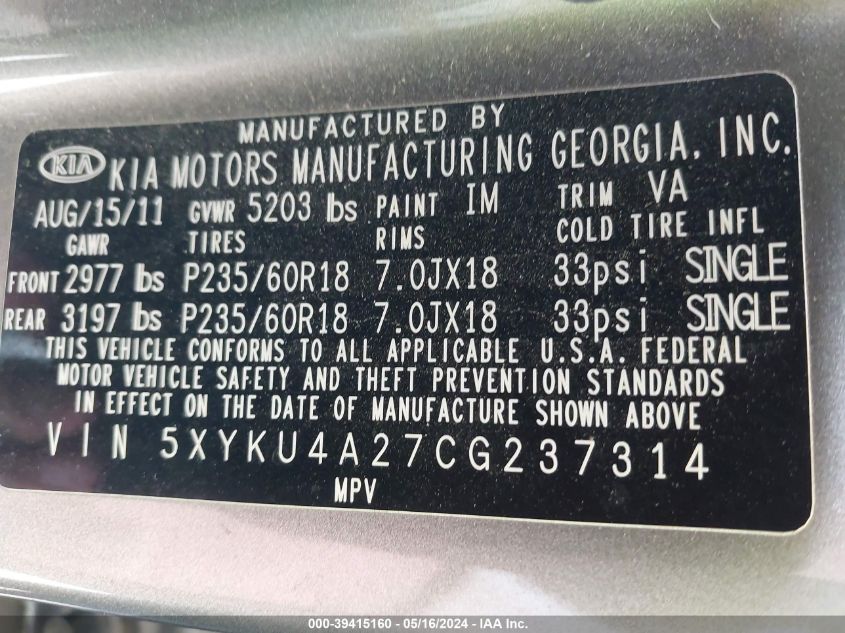 MANUFACTURED BY
KIA KIA MOTORS MANUFACTURING GEORGIA, INC.
AUG/15/11 GVWR 5203 lbs PAINT IM TRIM VA
GAWR TIRES RIMS COLD TIRE INFL
FRONT 2977 lbs P235/60R18 7.0JX18 33psi SINGLE
REAR 3197 lbs P235/60R18 7.0JX18 33psi SINGLE
THIS VEHICLE CONFORMS TO ALL APPLICABLE U.S.A. FEDERAL
MOTOR VEHICLE SAFETY AND THEFT PREVENTION STANDARDS
IN EFFECT ON THE DATE OF MANUFACTURE SHOWN ABOVE
VIN 5XYKU4A27CG237314
MPV
000-39415160 - 05/16/2024 - IAA Inc.